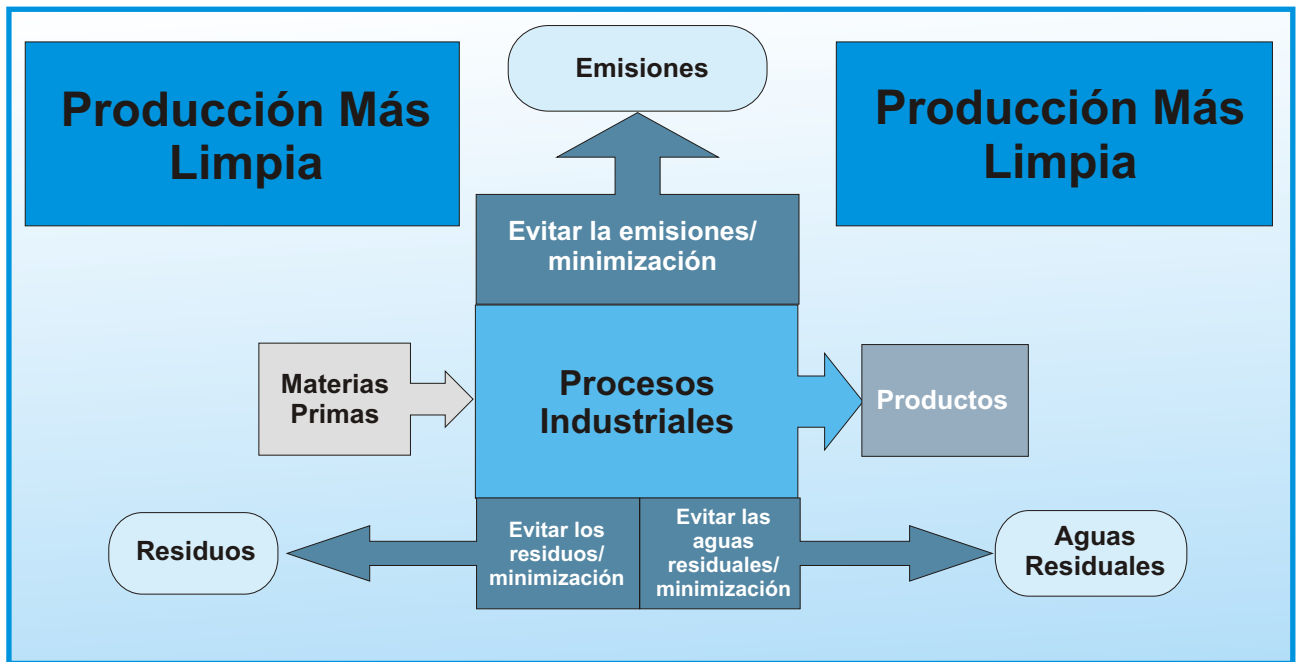 Emisiones
Producción Más
Limpia
Producción Más
Limpia
Evitar la emisiones/
minimización
Materias
Primas
Procesos
Industriales
Productos
Residuos
Evitar los
residuos/
minimización
Evitar las
aguas
residuales/
minimización
Aguas
Residuales